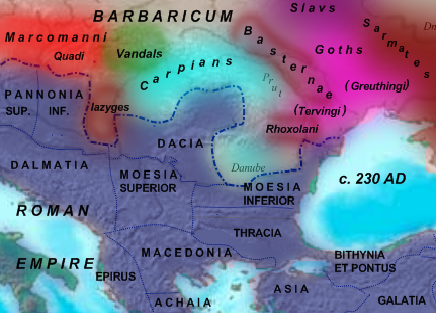 BARBARICUM
Slavs
Sarmates
Marcomanni
Quadi
Vandals
Carpians
Basternae
Goths
Prut
(Greuthingi)
PANNONIA
SUP. INF.
Iazyges
(Tervingi)
Rhoxolani
DACIA
DALMATIA
MOESIA
SUPERIOR
Danube
MOESIA
INFERIOR
c. 230 AD
ROMAN
THRACIA
MACEDONIA
BITHYNIA
ET PONTUS
EMPIRE
EPIRUS
ASIA
ACHAIA
GALATIA